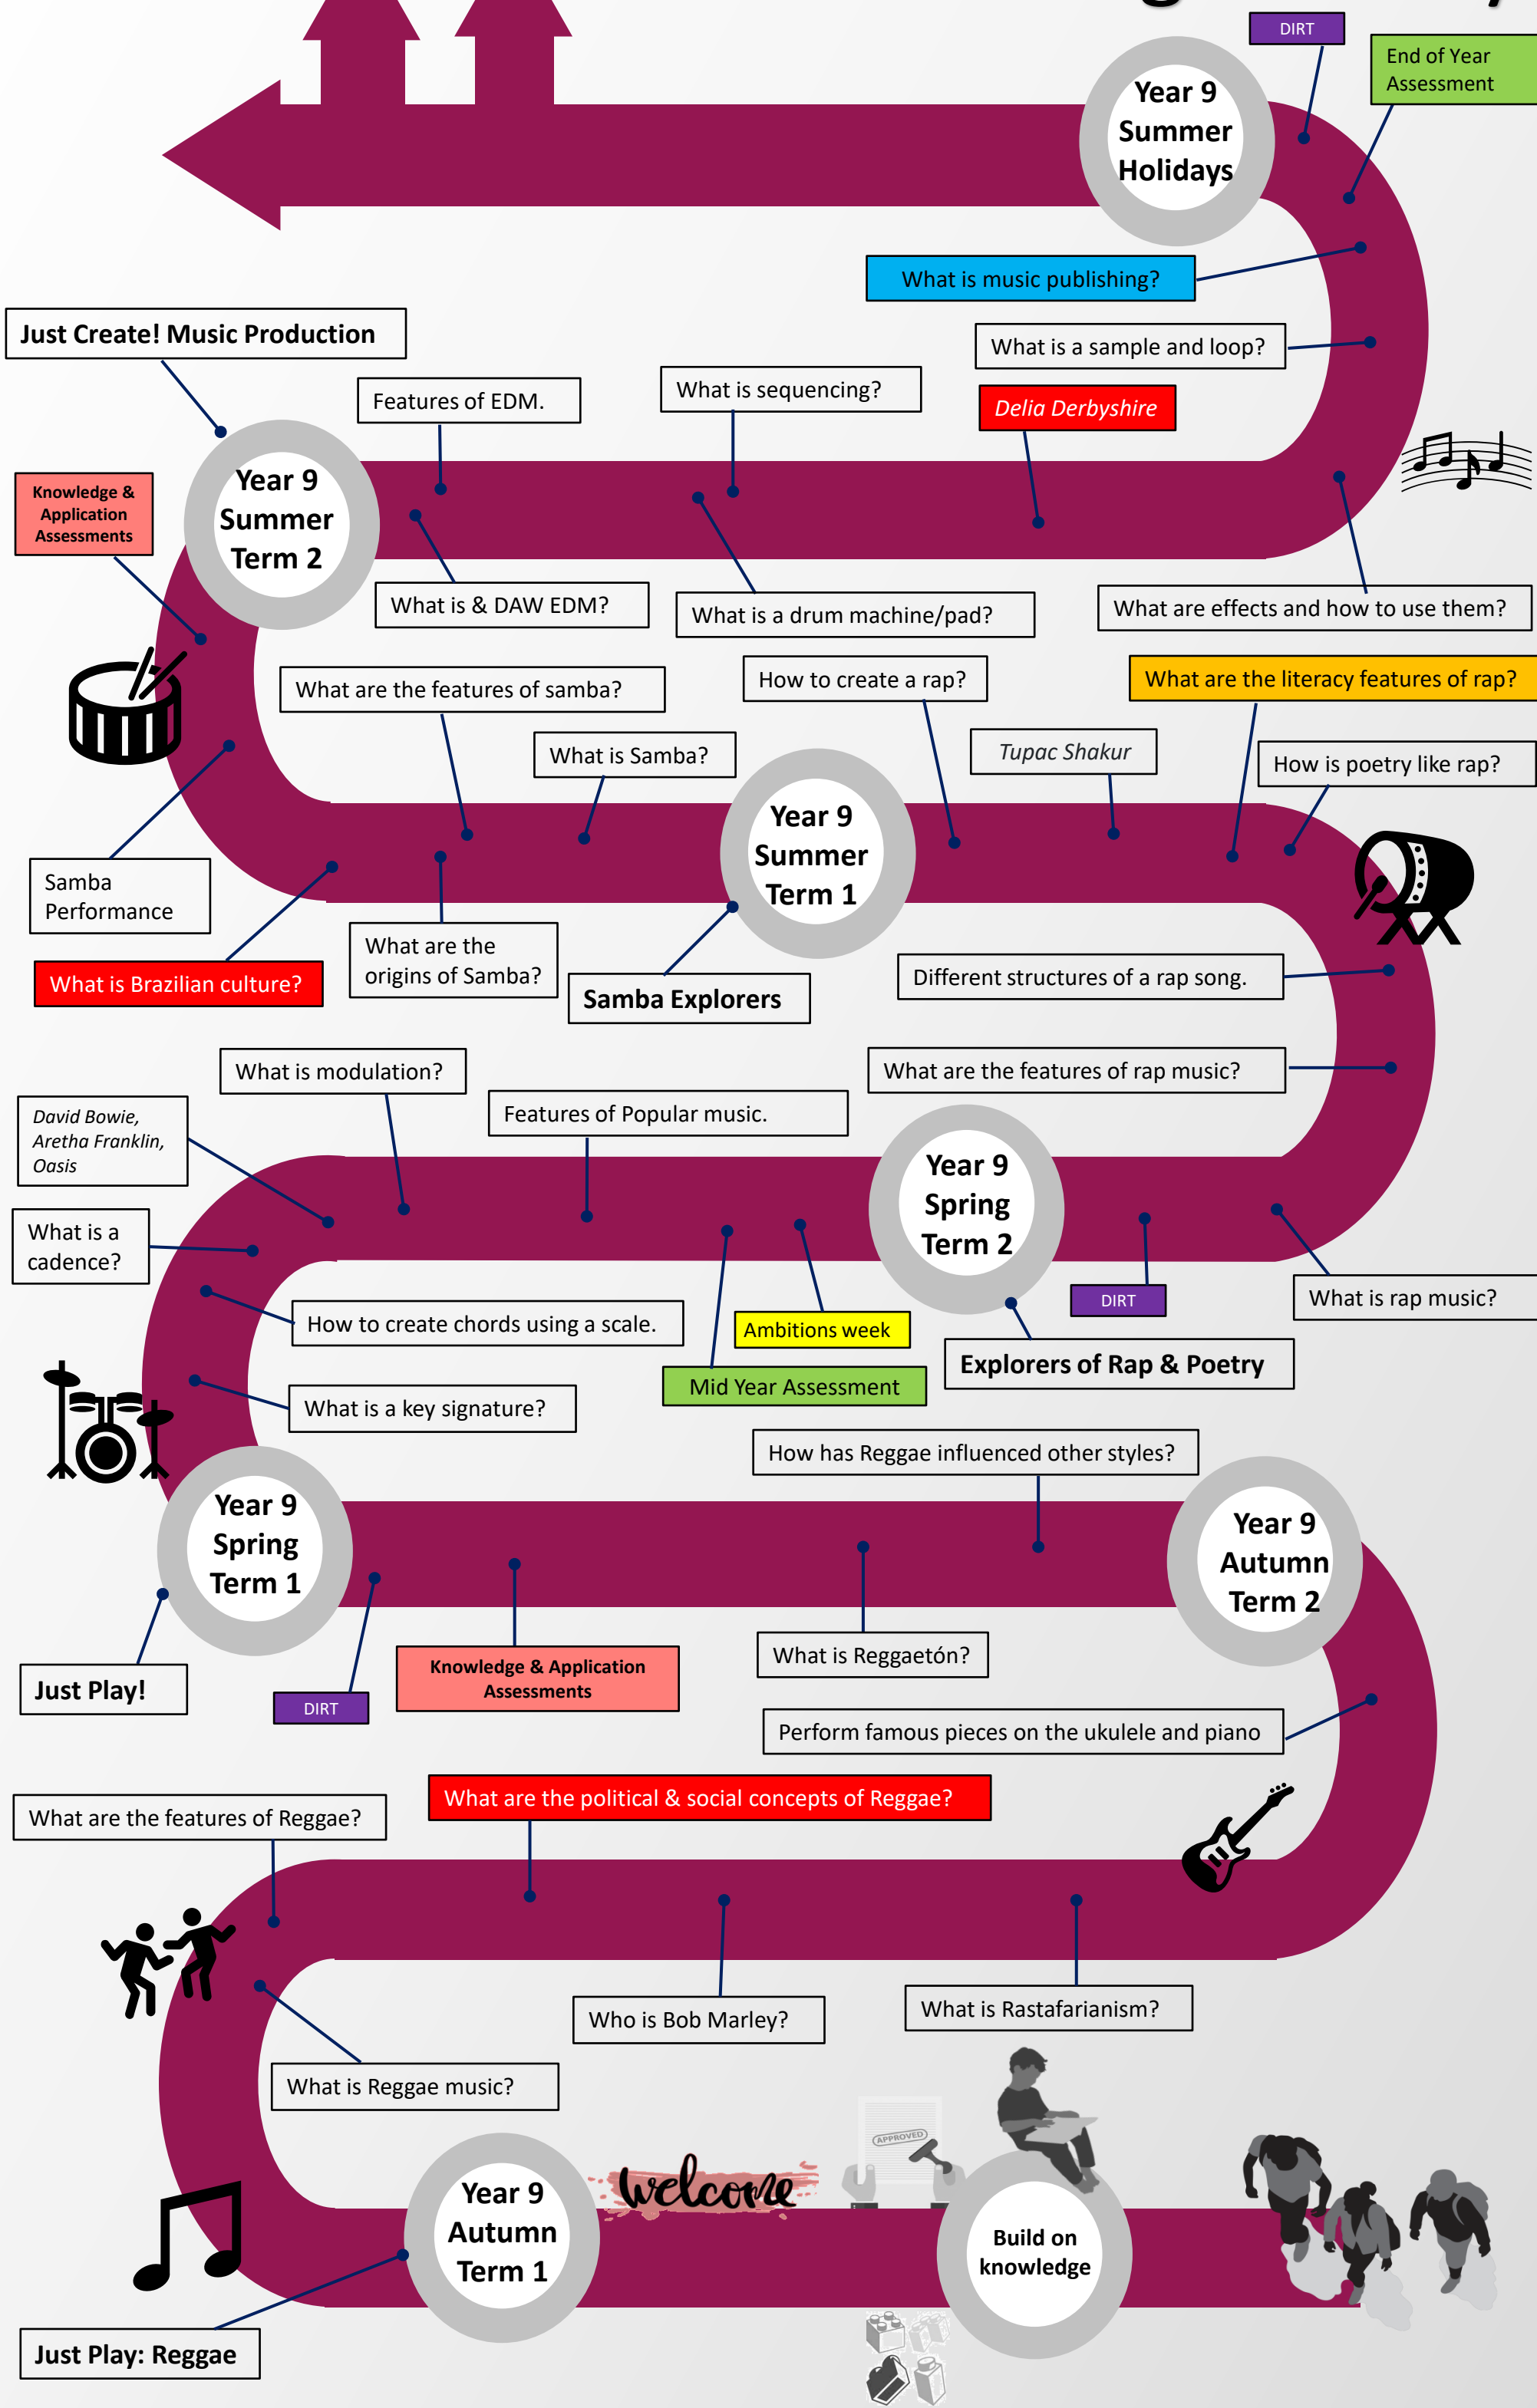 DIRT
End of Year
Assessment
Year 9
Summer
Holidays
What is music publishing?
Just Create! Music Production
What is a sample and loop?
Features of EDM.
What is sequencing?
Delia Derbyshire
Knowledge &
Application
Assessments
Year 9
Summer
Term 2
What is & DAW EDM?
What is a drum machine/pad?
What are effects and how to use them?
What are the features of samba?
How to create a rap?
What are the literacy features of rap?
What is Samba?
Tupac Shakur
How is poetry like rap?
Year 9
Summer
Term 1
Samba
Performance
What are the
origins of Samba?
What is Brazilian culture?
Samba Explorers
Different structures of a rap song.
What is modulation?
What are the features of rap music?
David Bowie,
Aretha Franklin,
Oasis
Features of Popular music.
Year 9
Spring
Term 2
What is a
cadence?
DIRT
What is rap music?
How to create chords using a scale.
Ambitions week
Explorers of Rap & Poetry
Mid Year Assessment
What is a key signature?
How has Reggae influenced other styles?
Year 9
Spring
Term 1
Year 9
Autumn
Term 2
Just Play!
DIRT
Knowledge & Application
Assessments
What is Reggaetón?
Perform famous pieces on the ukulele and piano
What are the features of Reggae?
What are the political & social concepts of Reggae?
Who is Bob Marley?
What is Rastafarianism?
What is Reggae music?
APPROVED
welcome
Year 9
Autumn
Term 1
Build on
knowledge
Just Play: Reggae